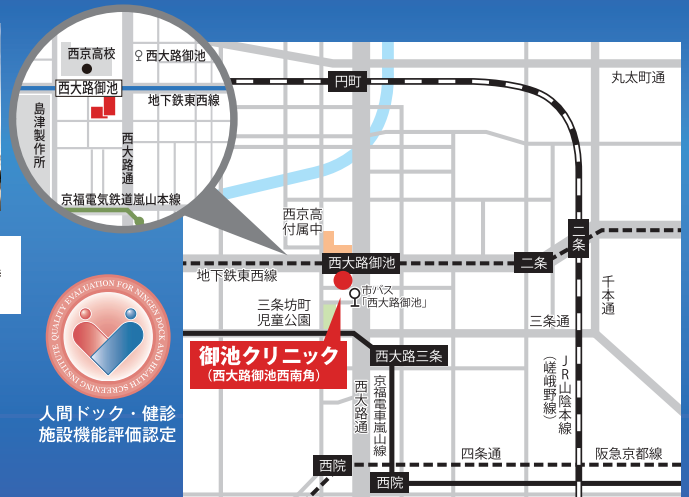 西京高校
西大路御池
西大路御池
地下鉄東西線
島津製作所
西大路通
京福電気鉄道嵐山本線
円町
丸太町通
西京高
付属中
西大路御池
二条
二条
地下鉄東西線
市バス
「西大路御池」
千本通
三条坊町
児童公園
三条通
御池クリニック
(西大路御池西南角)
西大路三条
JR山陰本線
(嵯峨野線)
西大路通
京福電車嵐山線
四条通
阪急京都線
西院
西院
QUALITY EVALUATION FOR NINGEN DOCK AND HEALTH SCREENING INSTITUTE
人間ドック・健診
施設機能評価認定